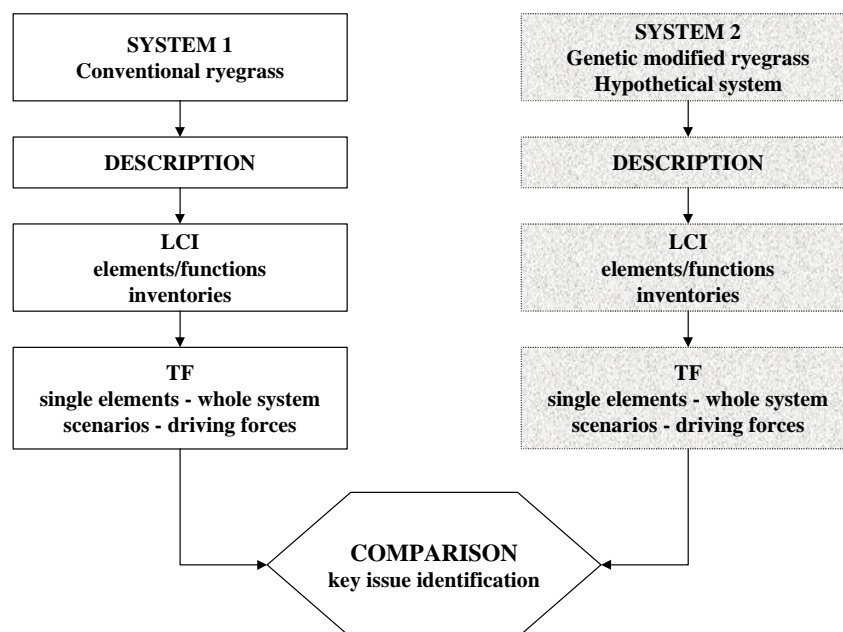 SYSTEM 1
Conventional ryegrass
DESCRIPTION
LCI
elements/functions
inventories
TF
single elements - whole system
scenarios - driving forces
SYSTEM 2
Genetic modified ryegrass
Hypothetical system
DESCRIPTION
LCI
elements/functions
inventories
TF
single elements - whole system
scenarios - driving forces
COMPARISON
key issue identification